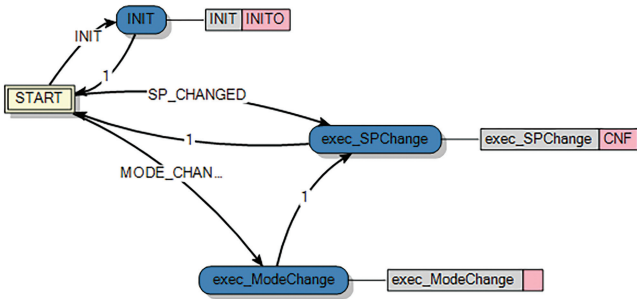 INIT
INIT INITO
INIT
1
START
SP_CHANGED
1
exec_SPChange
exec_SPChange CNF
MODE_CHAN...
1
exec_ModeChange
exec_ModeChange